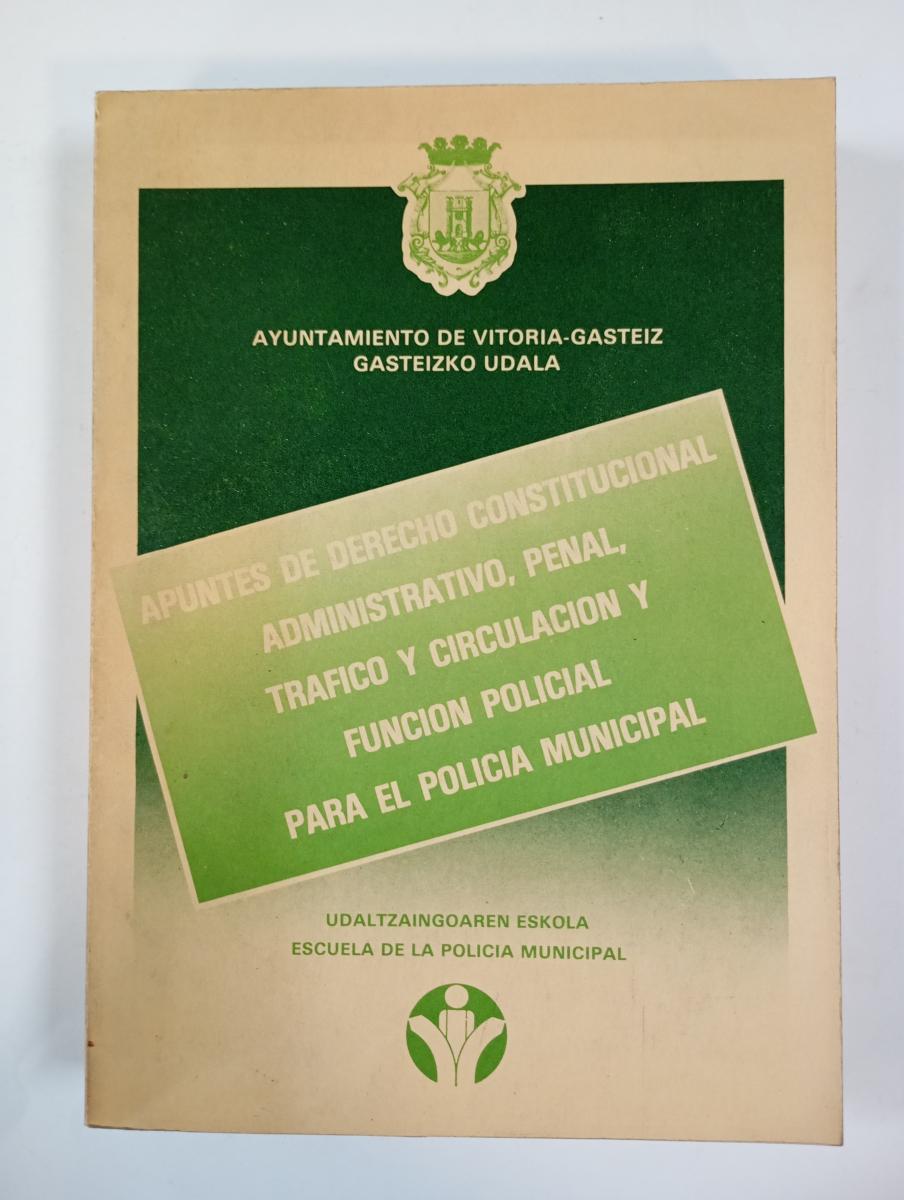 AYUNTAMIENTO DE VITORIA-GASTEIZ
GASTEIZKO UDALA
APUNTES DE DERECHO CONSTITUCIONAL
ADMINISTRATIVO, PENAL,
TRAFICO Y CIRCULACION Y
FUNCION POLICIAL
PARA EL POLICIA MUNICIPAL
UDALTZAINGOAREN ESKOLA
ESCUELA DE LA POLICIA MUNICIPAL